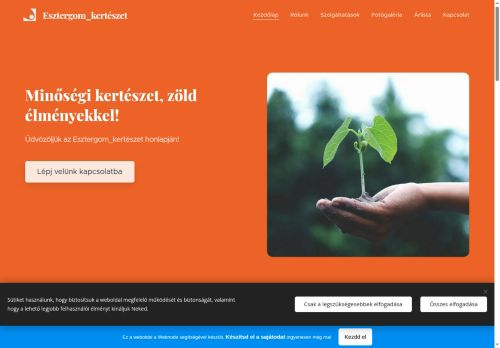 Esztergom_kertészet
Kezdőlap Rólunk Szolgáltatások Fotógaléria Árlista Kapcsolat
Minőségi kertészet, zöld
élményekkel!
Üdvözöljük az Esztergom_kertészet honlapján!
Lépj velünk kapcsolatba
Sütiket használunk, hogy biztosítsuk a weboldal megfelelő működését és biztonságát, valamint
hogy a lehető legjobb felhasználói élményt kínáljuk Neked.
Csak a legszükségesebbek elfogadása
Összes elfogadása
Ez a weboldal a Webnode segítségével készült. Készítsd el a sajátodat ingyenesen még ma!
Kezdd el